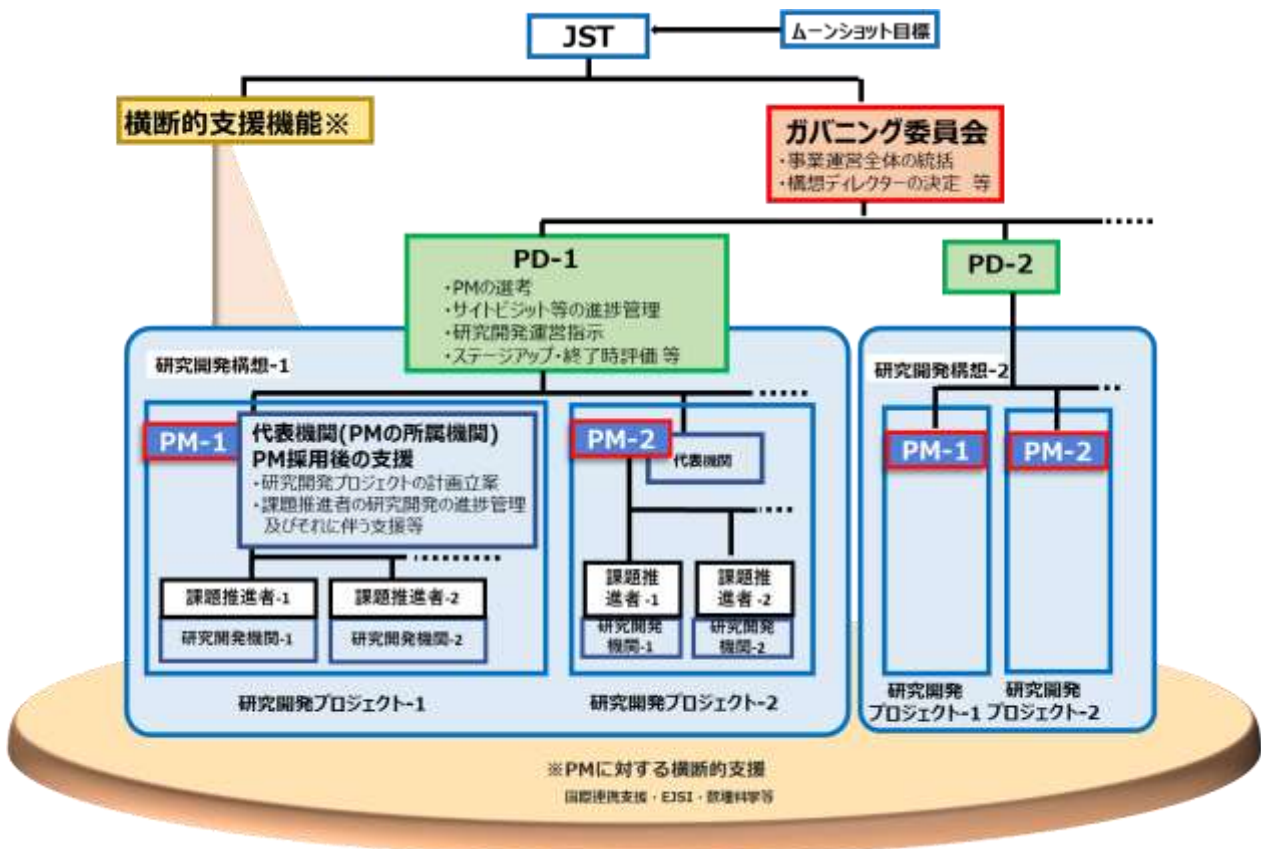 JST
ムーンショット目標
横断的支援機能※
ガバニング委員会
・事業運営全体の統括
・構想ディレクターの決定 等
PD-1
・PMの選考
・サイトビジット等の進捗管理
・研究開発運営指示
・ステージアップ・終了時評価 等
PD-2
研究開発構想-1
PM-1
代表機関(PMの所属機関)
PM採用後の支援
・研究開発プロジェクトの計画立案
・課題推進者の研究開発の進捗管理
及びそれに伴う支援等
課題推進者-1
課題推進者-2
研究開発機関-1
研究開発機関-2
研究開発プロジェクト-1
PM-2
代表機関
課題推
進者-1
課題推
進者-2
研究開発
機関-1
研究開発
機関-2
研究開発プロジェクト-2
研究開発構想-2
PM-1
PM-2
研究開発
プロジェクト-1
研究開発
プロジェクト-2
※PMに対する横断的支援
国際連携支援・EJSI・数理科学等